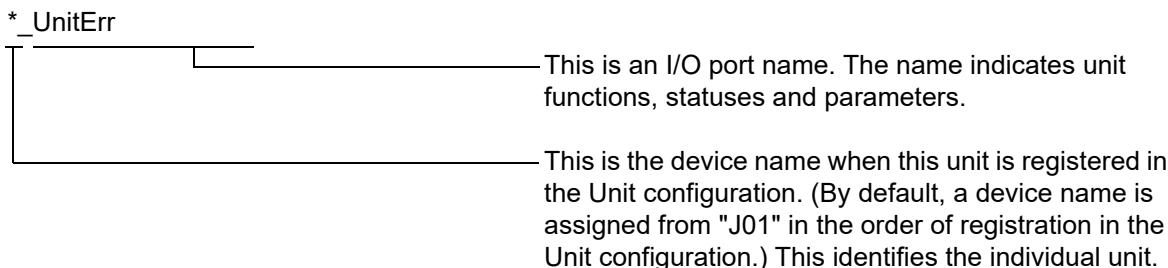 *_UnitErr
This is an I/O port name. The name indicates unit
functions, statuses and parameters.
This is the device name when this unit is registered in
the Unit configuration. (By default, a device name is
assigned from "J01" in the order of registration in the
Unit configuration.) This identifies the individual unit.